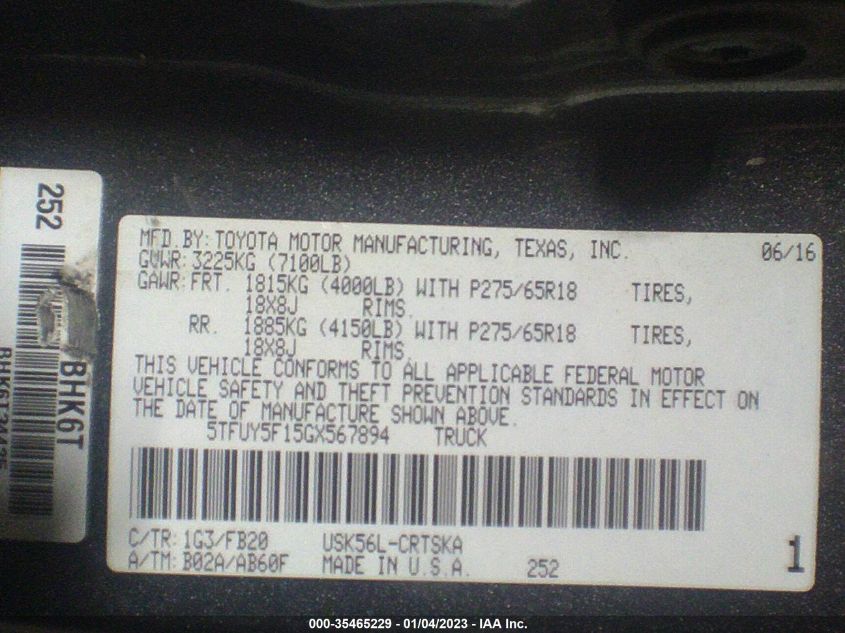 252
BHK6T
MFD.BY:TOYOTA MOTOR MANUFACTURING, TEXAS, INC. 06/16
GVWR:3225KG (7100LB)
GAWR:FRT. 1815KG (4000LB) WITH P275/65R18 TIRES,
18X8J RIMS.
RR. 1885KG (4150LB) WITH P275/65R18 TIRES,
18X8J RIMS
THIS VEHICLE CONFORMS TO ALL APPLICABLE FEDERAL MOTOR
VEHICLE SAFETY AND THEFT PREVENTION STANDARDS IN EFFECT ON
THE DATE OF MANUFACTURE SHOWN ABOVE.
5TFUY5F15GX567894 TRUCK
C/TR: 1G3/FB20 USK56L-CRTSKA
A/TM: B02A/AB60F MADE IN U.S.A. 252 1
000-35465229 - 01/04/2023 - IAA Inc.